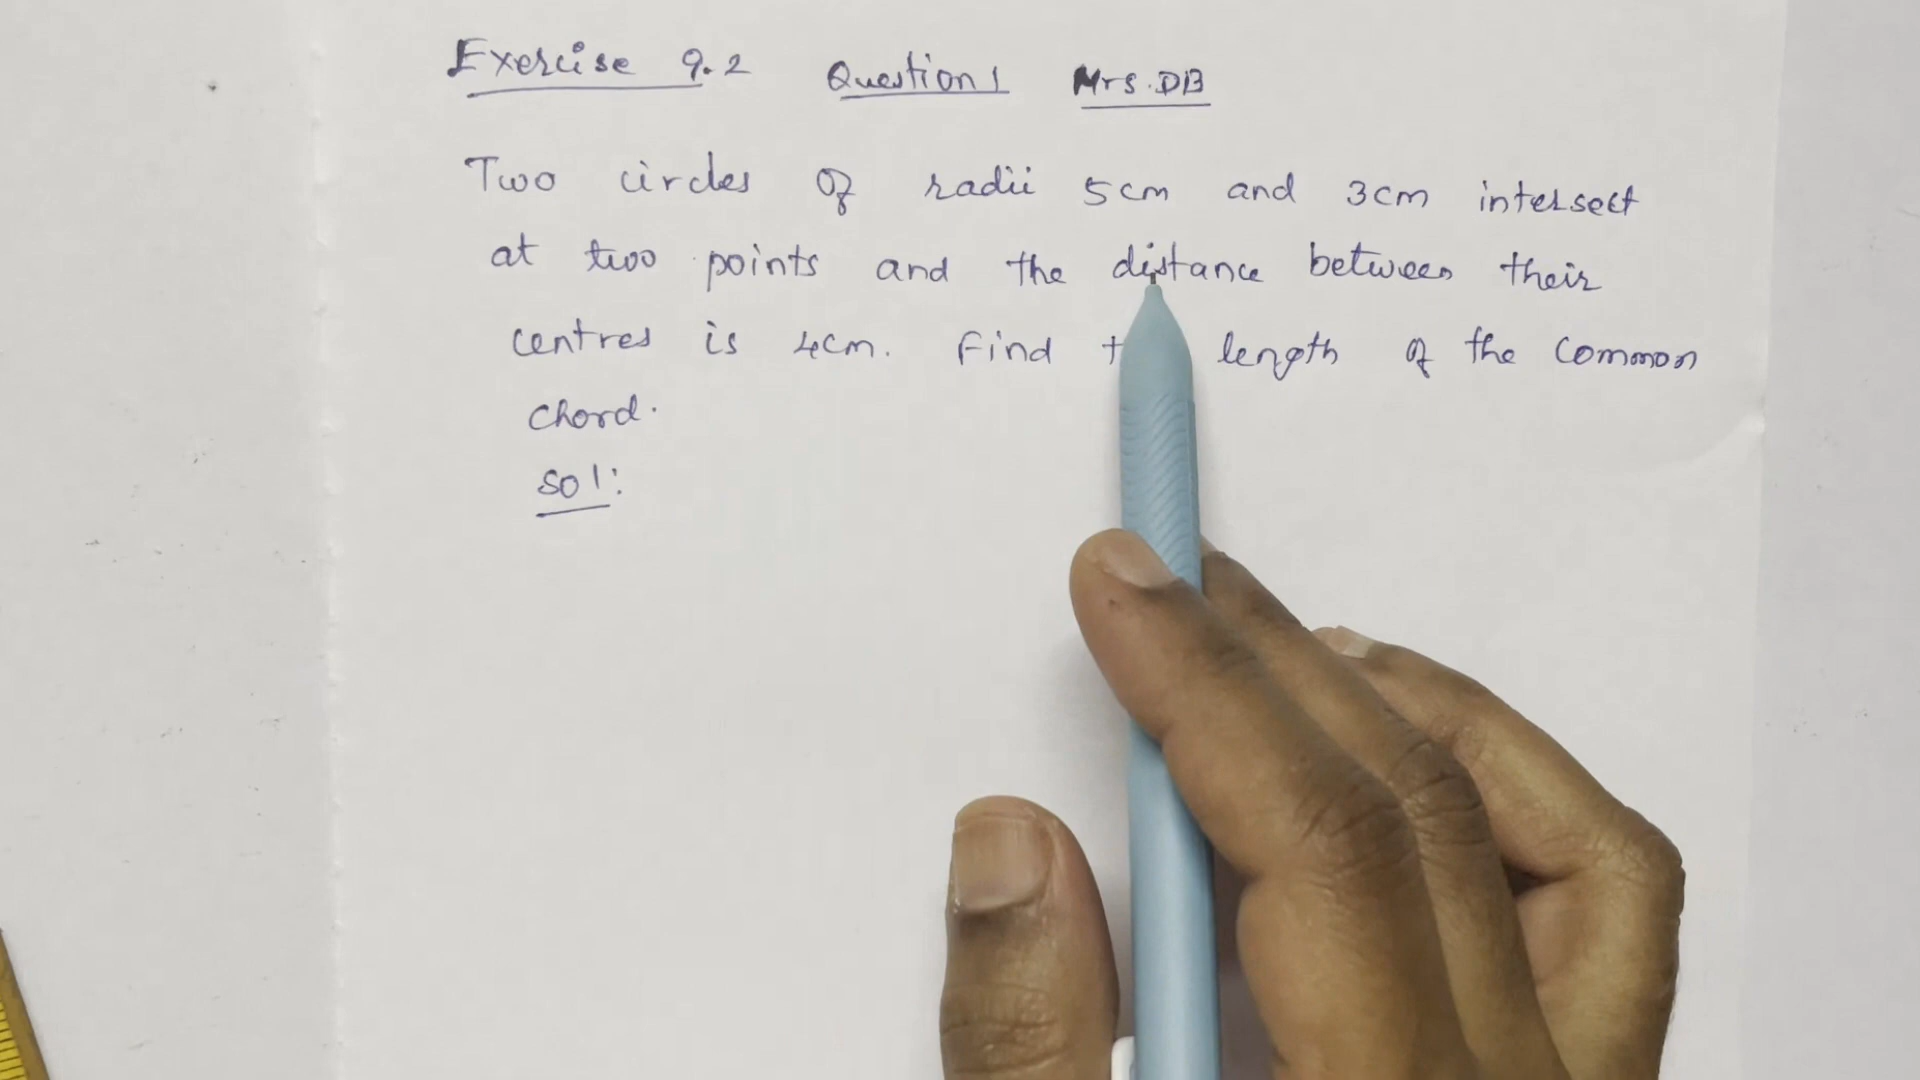 Exercise 9.2 Question 1 Mrs. DB
Two circles of radii 5cm and 3cm intersect
at two points and the distance between their
centres is 4cm. Find length of the common
chord.
Sol: